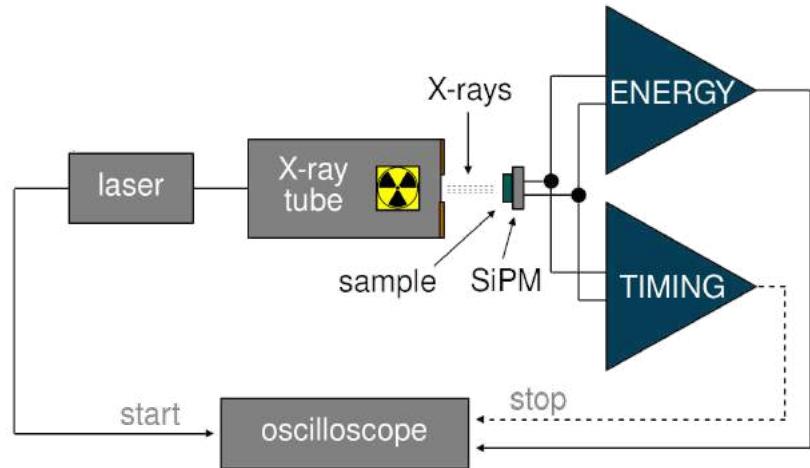 X-rays
ENERGY
laser
X-ray
tube
sample
SiPM
TIMING
start
stop
oscilloscope